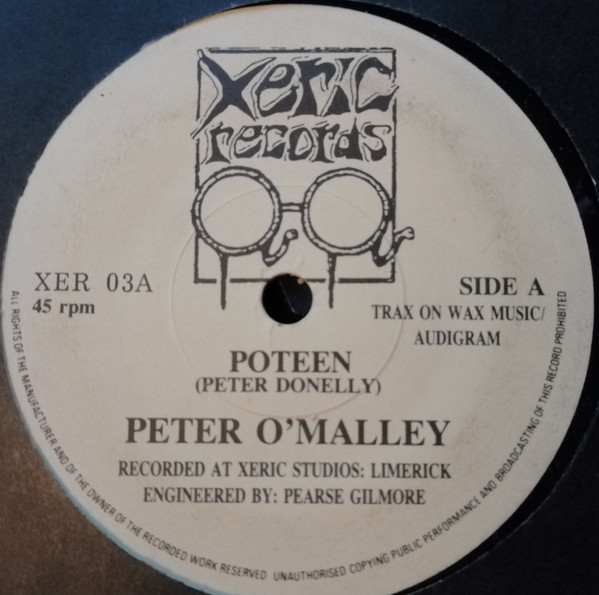 xeric
records
XER 03A
45 rpm
SIDE A
TRAX ON WAX MUSIC/
AUDIGRAM
POTEEN
(PETER DONELLY)
PETER O'MALLEY
RECORDED AT XERIC STUDIOS: LIMERICK
ENGINEERED BY: PEARSE GILMORE
ALL RIGHTS OF THE MANUFACTURER AND OF THE OWNER OF THE RECORDED WORK RESERVED UNAUTHORISED COPYING PUBLIC PERFORMANCE AND BROADCASTING OF THIS RECORD PROHIBITED